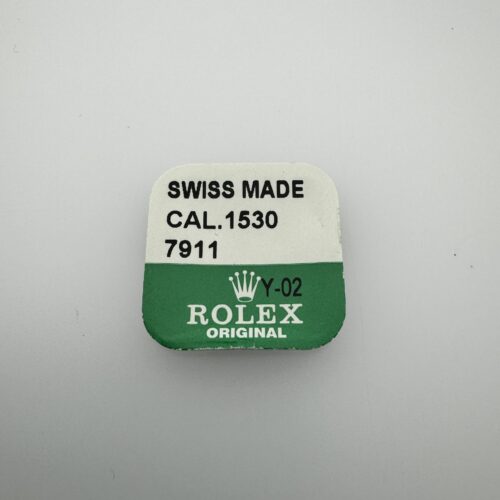 SWISS MADE
CAL.1530
7911
Y-02
ROLEX
ORIGINAL